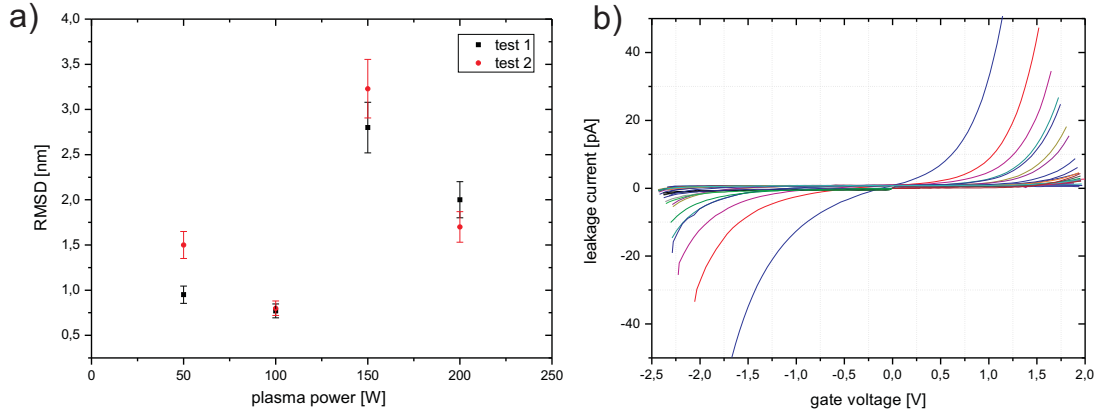 a)
4,0
3,5
3,0
2,5
2,0
1,5
1,0
0,5
RMSD [nm]
test 1
test 2
0 50 100 150 200 250
plasma power [W]
b)
40
20
0
-20
-40
leakage current [pA]
-2,5 -2,0 -1,5 -1,0 -0,5 0,0 0,5 1,0 1,5 2,0
gate voltage [V]